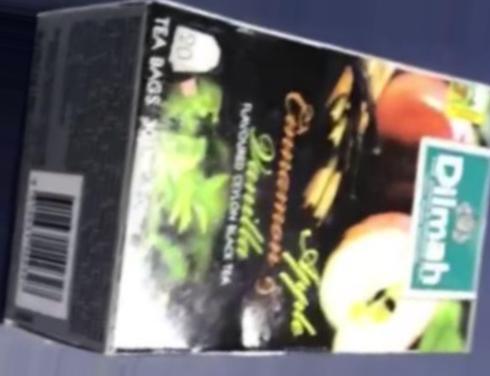 Dilmah
Cinnamon, Apple
Vanilla
FLAVOURED CEYLON BLACK TEA
20
TEA BAGS